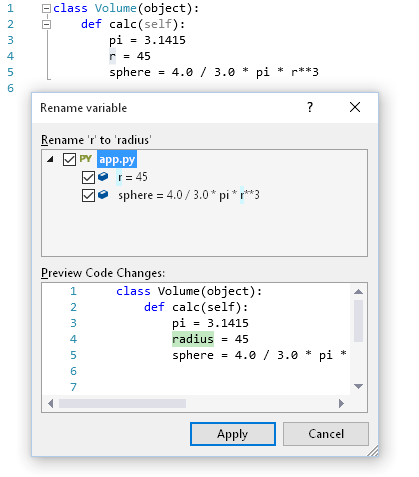 1 class Volume(object):
2 def calc(self):
3 pi = 3.1415
4 r = 45
5 sphere = 4.0 / 3.0 * pi * r**3
6
Rename variable ?
Rename 'r' to 'radius'
PY app.py
r = 45
sphere = 4.0 / 3.0 * pi * r**3
Preview Code Changes:
1 class Volume(object):
2 def calc(self):
3 pi = 3.1415
4 radius = 45
5 sphere = 4.0 / 3.0 * pi *
6
7
Apply Cancel